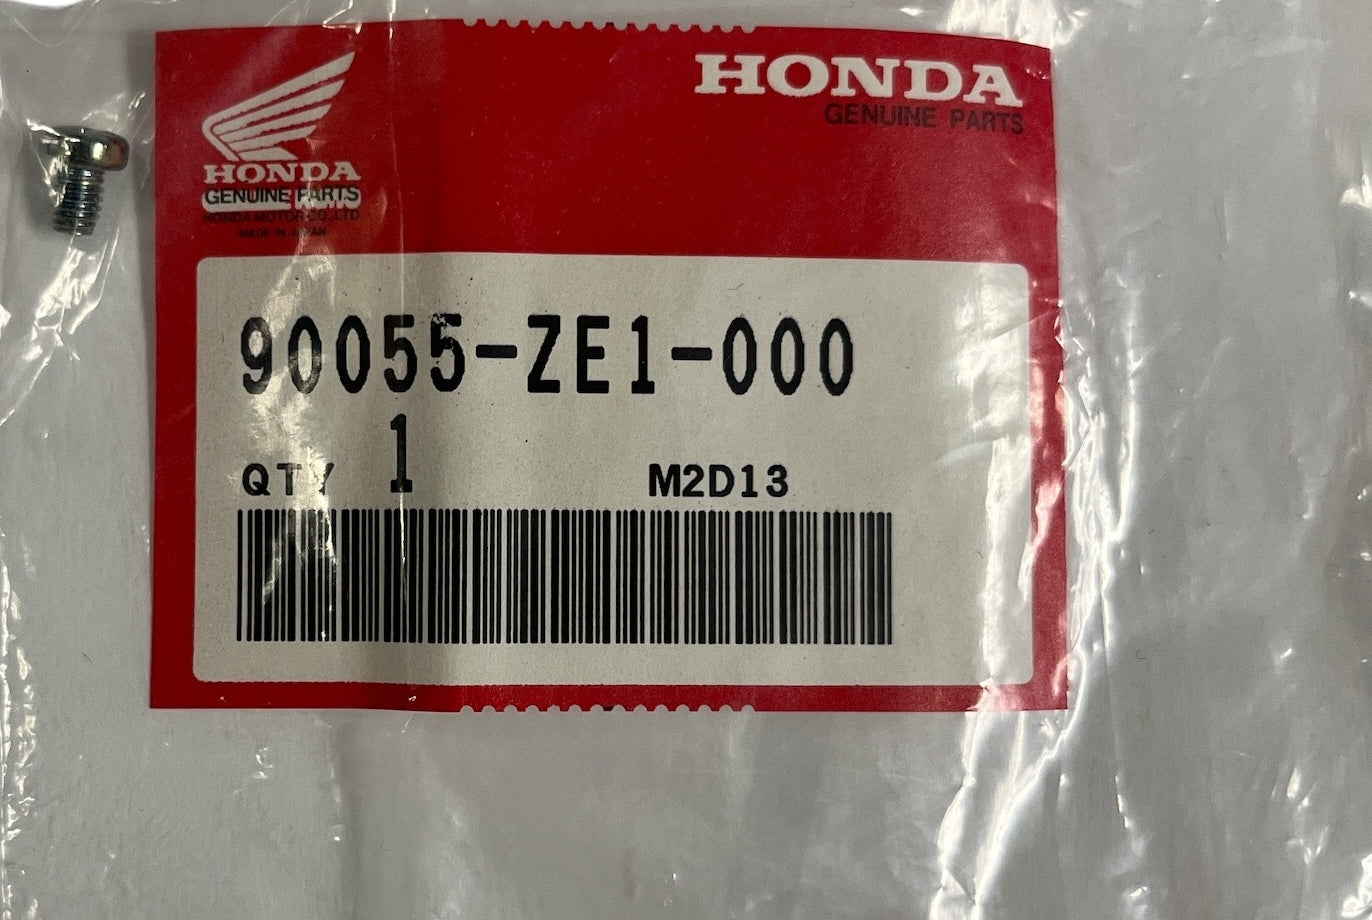 HONDA
GENUINE PARTS
HONDA MOTOR CO.,LTD.
MADE IN JAPAN
HONDA
GENUINE PARTS
90055-ZE1-000
QTY 1 M2D13